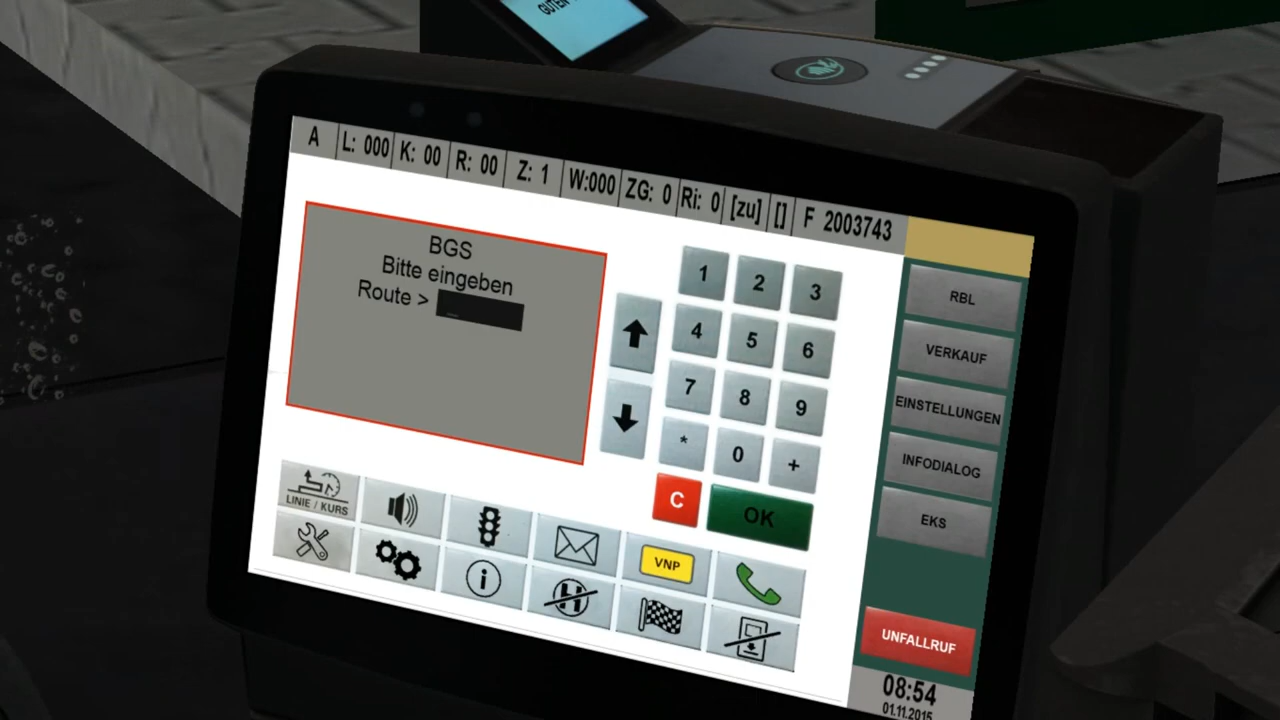 GUTEN
A L: 000 K: 00 R: 00 Z: 1 W:000 ZG: 0 Ri: 0 [zu] [] F 2003743
BGS
Bitte eingeben
Route > _
1 2 3
4 5 6
7 8 9
* 0 +
C OK
RBL
VERKAUF
EINSTELLUNGEN
INFODIALOG
EKS
LINIE / KURS
VNP
i
H
UNFALLRUF
08:54
01.11.2015